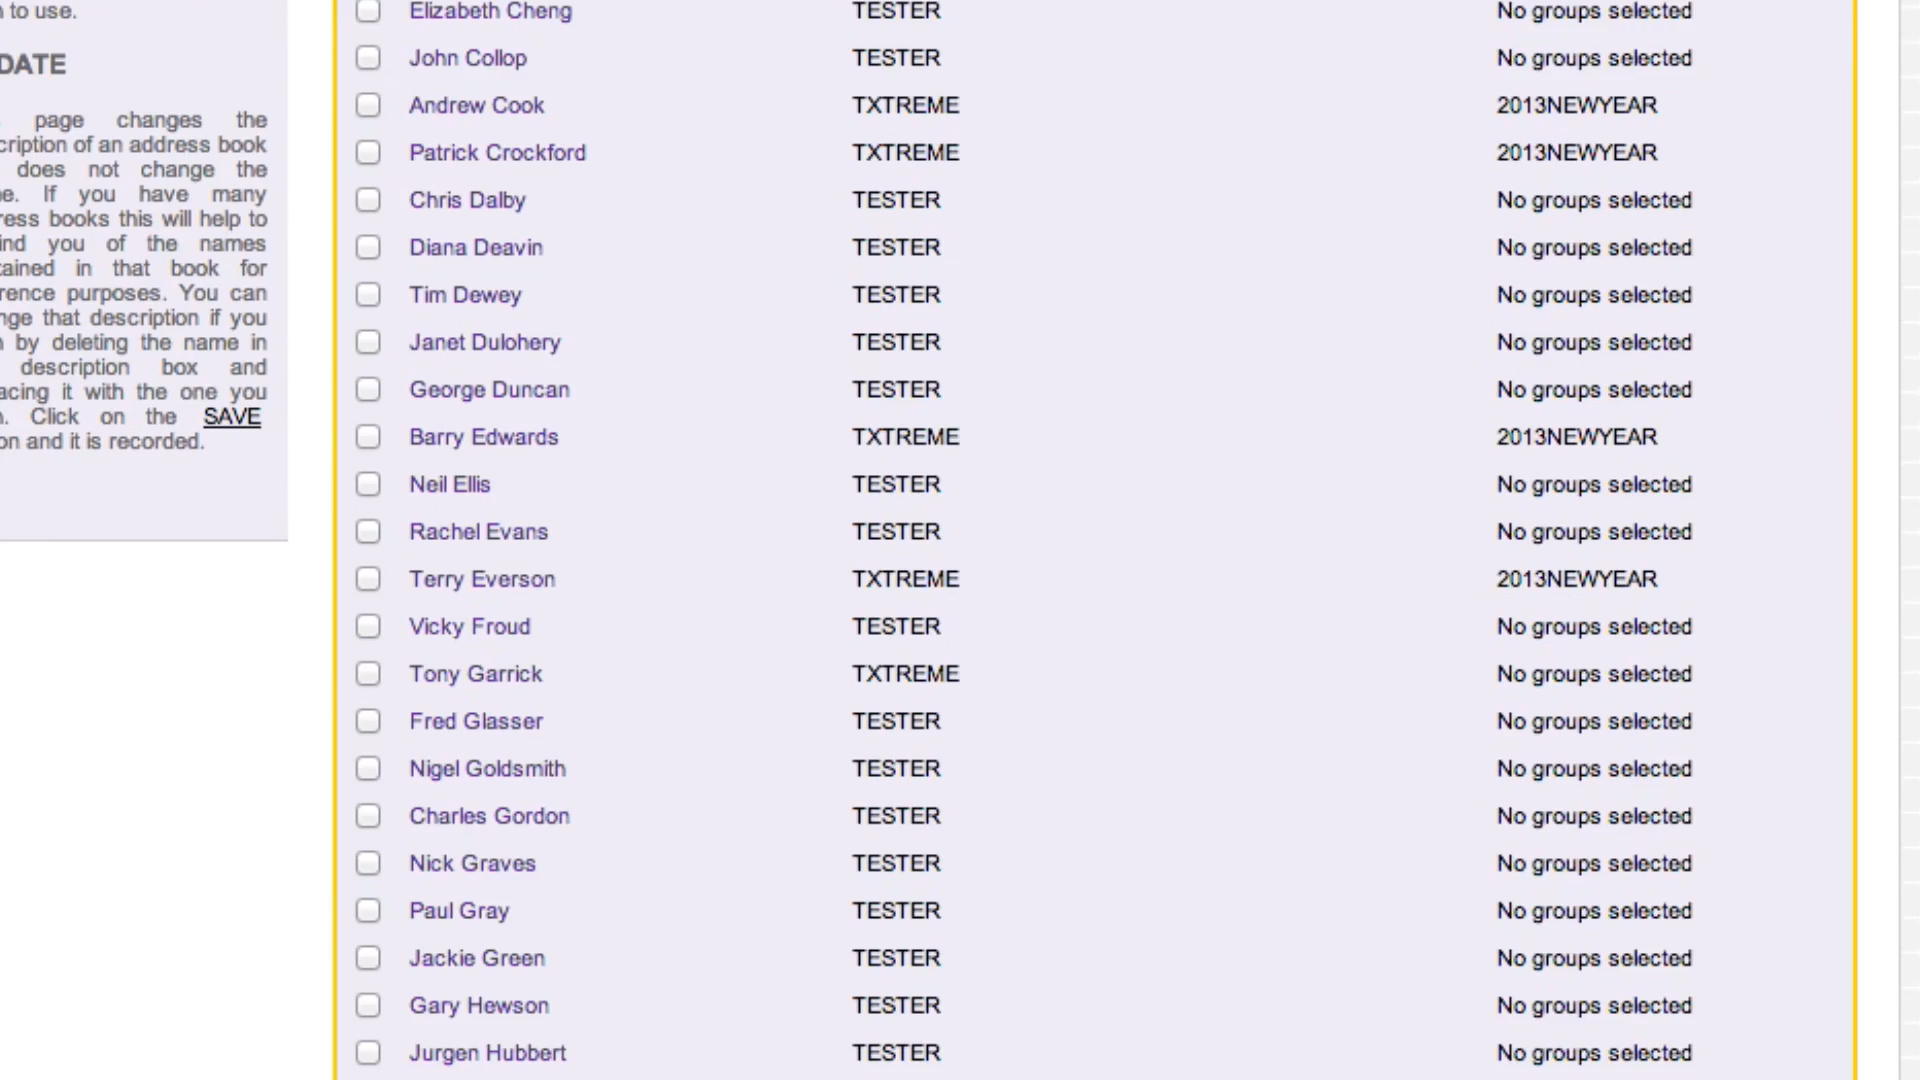 to use.
DATE
page changes the
cription of an address book
does not change the
e. If you have many
ress books this will help to
ind you of the names
tained in that book for
rence purposes. You can
nge that description if you
by deleting the name in
description box and
acing it with the one you
. Click on the SAVE
on and it is recorded.
Elizabeth Cheng TESTER No groups selected
John Collop TESTER No groups selected
Andrew Cook TXTREME 2013NEWYEAR
Patrick Crockford TXTREME 2013NEWYEAR
Chris Dalby TESTER No groups selected
Diana Deavin TESTER No groups selected
Tim Dewey TESTER No groups selected
Janet Dulohery TESTER No groups selected
George Duncan TESTER No groups selected
Barry Edwards TXTREME 2013NEWYEAR
Neil Ellis TESTER No groups selected
Rachel Evans TESTER No groups selected
Terry Everson TXTREME 2013NEWYEAR
Vicky Froud TESTER No groups selected
Tony Garrick TXTREME No groups selected
Fred Glasser TESTER No groups selected
Nigel Goldsmith TESTER No groups selected
Charles Gordon TESTER No groups selected
Nick Graves TESTER No groups selected
Paul Gray TESTER No groups selected
Jackie Green TESTER No groups selected
Gary Hewson TESTER No groups selected
Jurgen Hubbert TESTER No groups selected